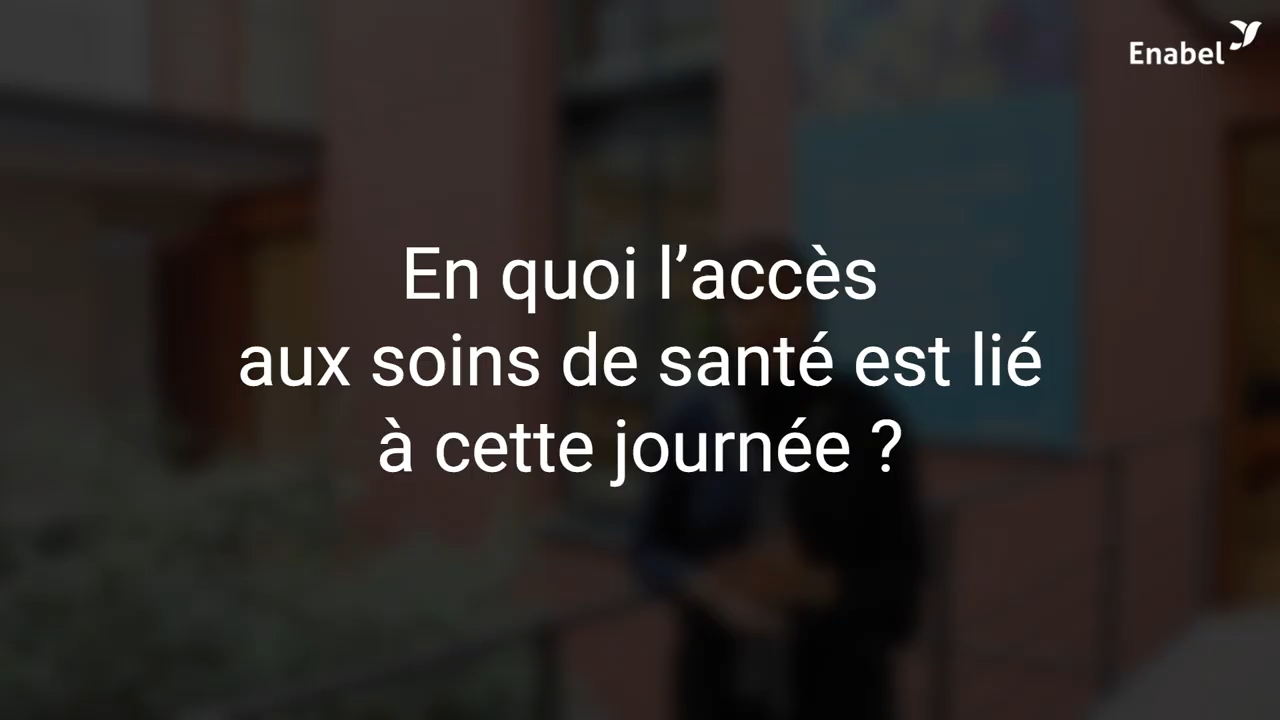 Enabel
En quoi l’accès
aux soins de santé est lié
à cette journée ?